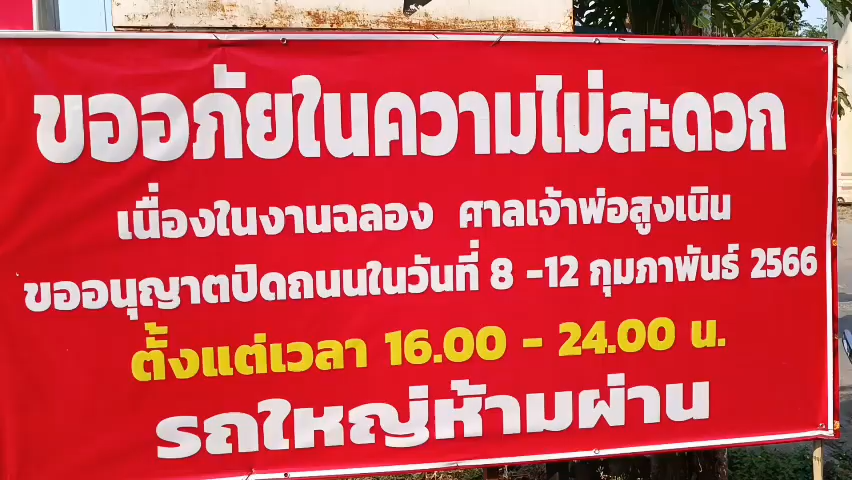 ขออภัยในความไม่สะดวก
เนื่องในงานฉลอง ศาลเจ้าพ่อสูงเนิน
ขออนุญาตปิดถนนในวันที่ 8 -12 กุมภาพันธ์ 2566
ตั้งแต่เวลา 16.00 - 24.00 น.
รถใหญ่ห้ามผ่าน